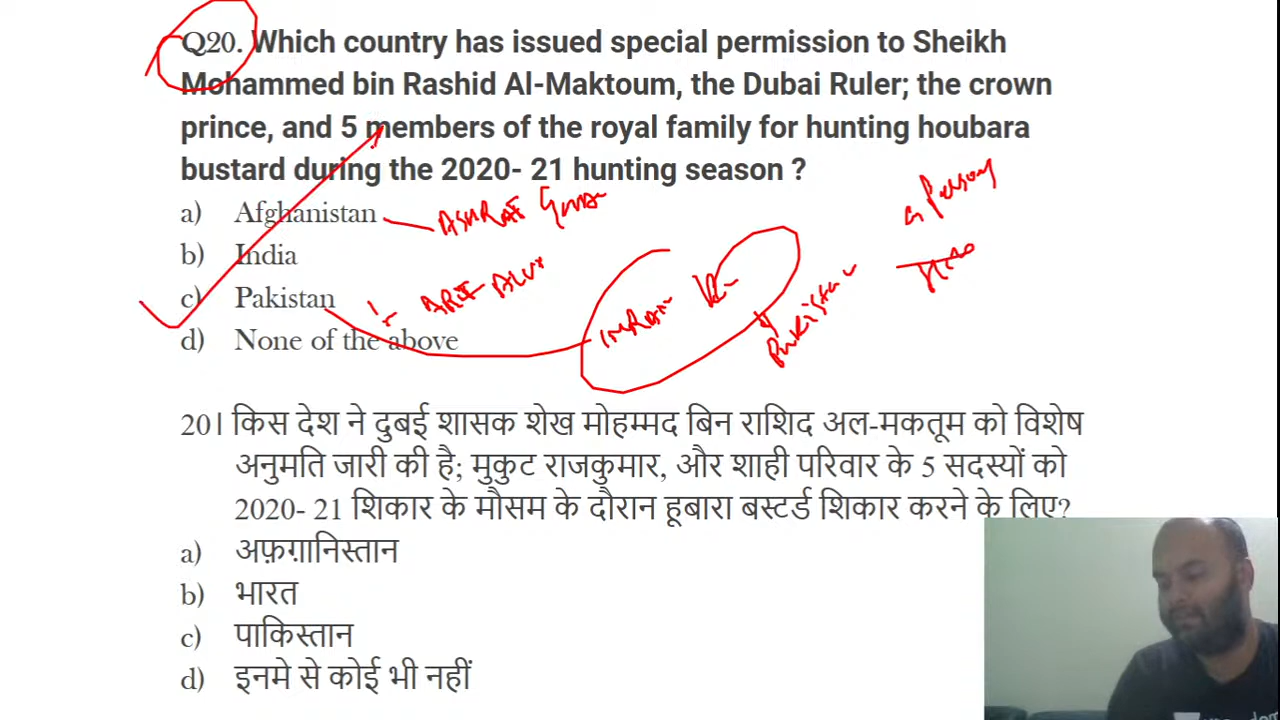 Q20. Which country has issued special permission to Sheikh
Mohammed bin Rashid Al-Maktoum, the Dubai Ruler; the crown
prince, and 5 members of the royal family for hunting houbara
bustard during the 2020- 21 hunting season ?
a) Afghanistan
b) India
c) Pakistan
d) None of the above
20। किस देश ने दुबई शासक शेख मोहम्मद बिन राशिद अल-मकतूम को विशेष
अनुमति जारी की है; मुकुट राजकुमार, और शाही परिवार के 5 सदस्यों को
2020- 21 शिकार के मौसम के दौरान हूबारा बस्टर्ड शिकार करने के लिए?
a) अफ़ग़ानिस्तान
b) भारत
c) पाकिस्तान
d) इनमे से कोई भी नहीं